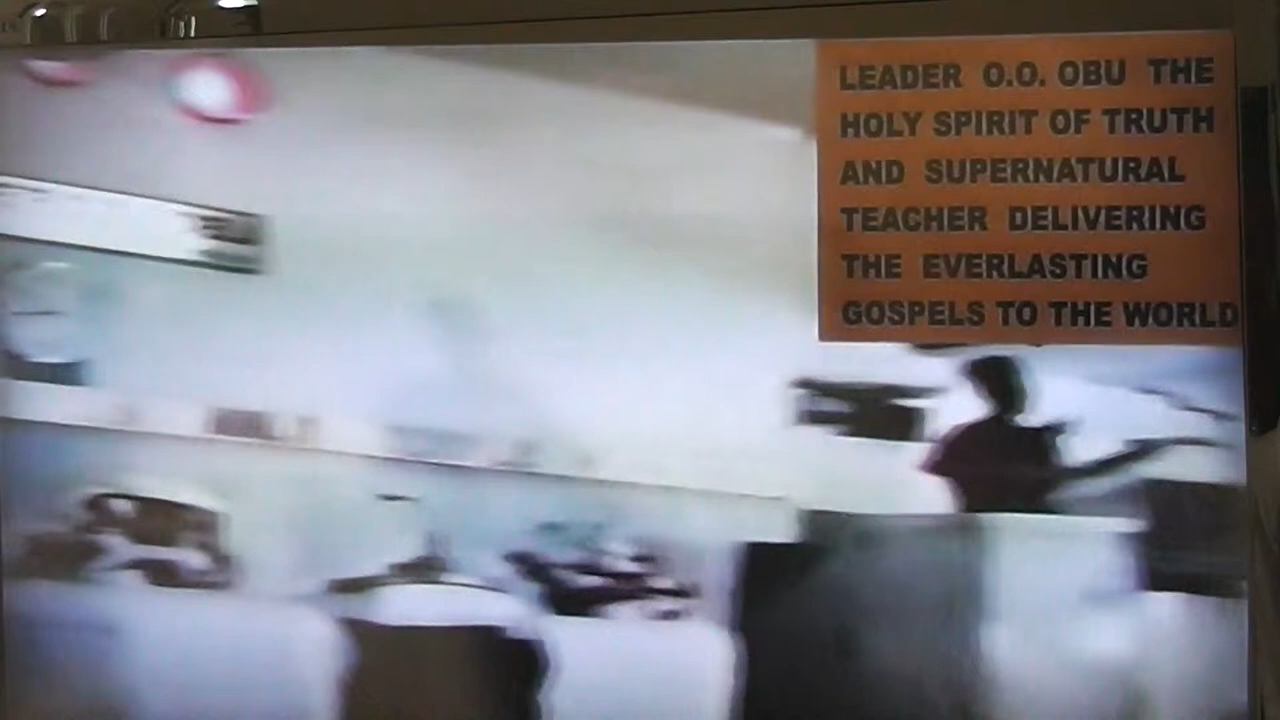 LEADER O.O. OBU THE
HOLY SPIRIT OF TRUTH
AND SUPERNATURAL
TEACHER DELIVERING
THE EVERLASTING
GOSPELS TO THE WORLD